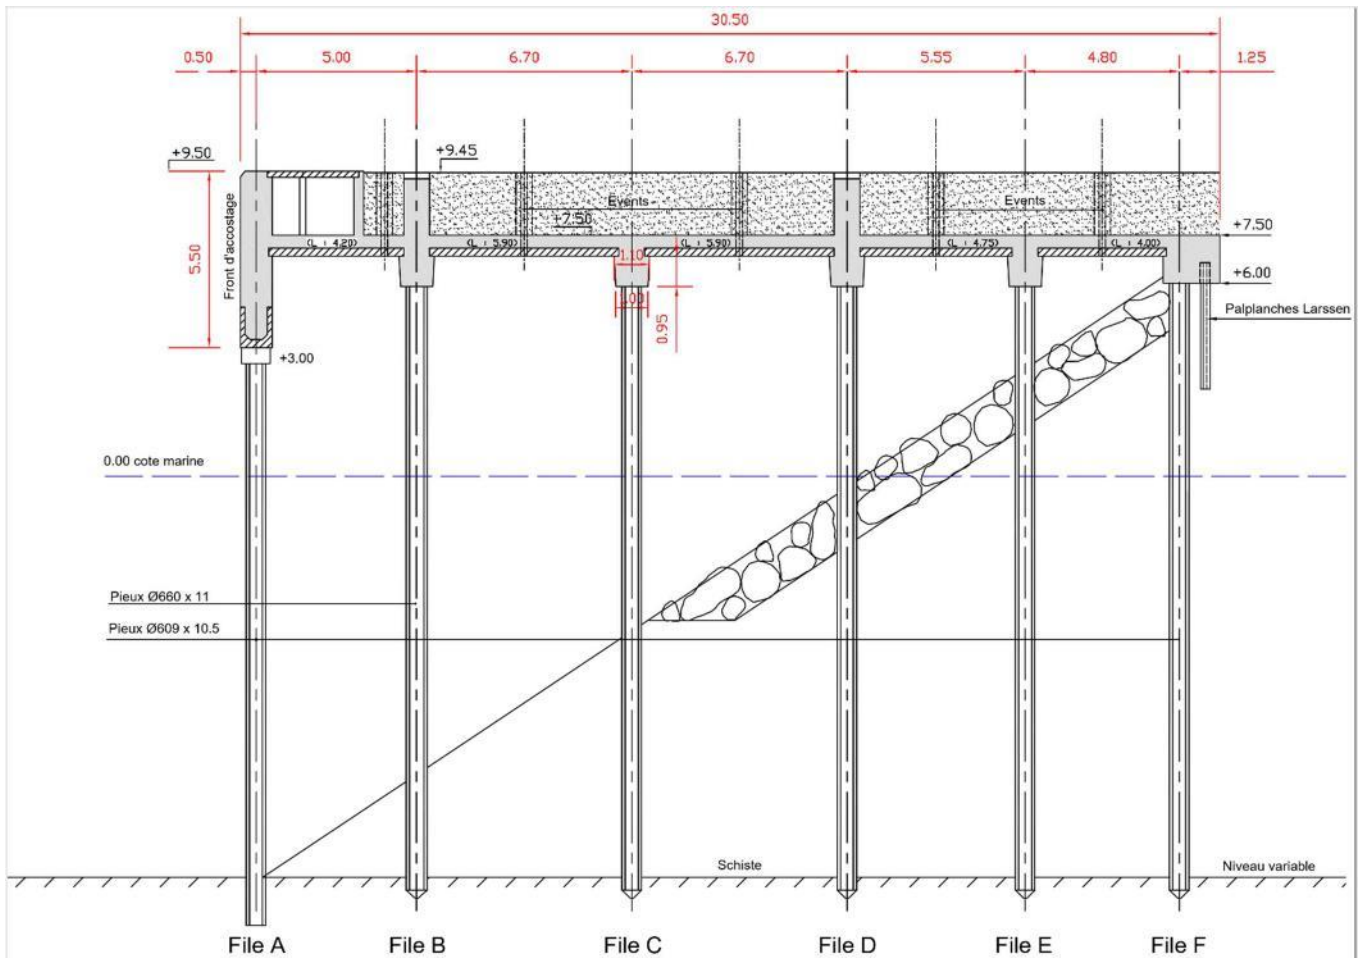 30.50
0.50 5.00 6.70 6.70 5.55 4.80 1.25
+9.50
+9.45
Front d'accostage
5.50
Events
+7.50
Events
+7.50
(L = 4.20) (L = 5.90) (L = 5.90) (L = 4.75) (L = 4.00)
1.10
+6.00
1.00
0.95
Palplanches Larssen
+3.00
0.00 cote marine
Pieux Ø660 x 11
Pieux Ø609 x 10.5
Schiste
Niveau variable
File A File B File C File D File E File F